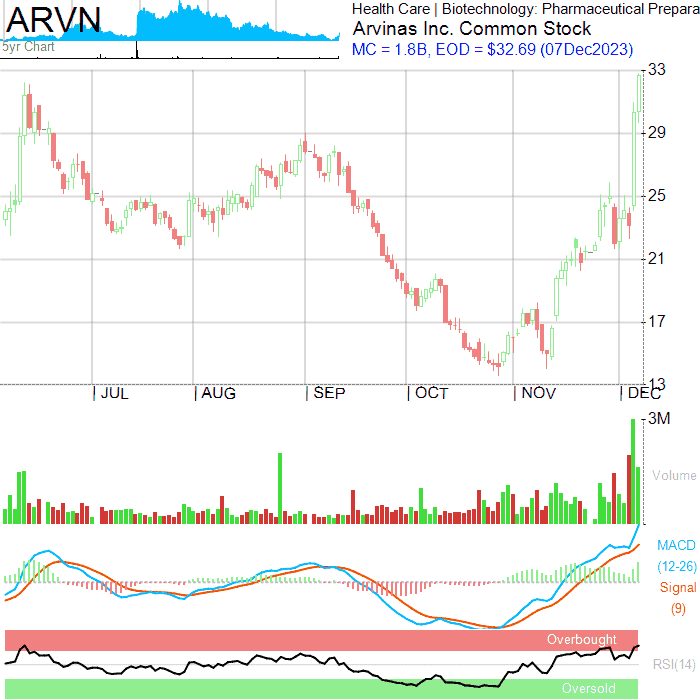 ARVN
5yr Chart
Health Care | Biotechnology: Pharmaceutical Prepara
Arvinas Inc. Common Stock
MC = 1.8B, EOD = $32.69 (07Dec2023)
33
29
25
21
17
13
JUL AUG SEP OCT NOV DEC
3M
Volume
MACD
(12-26)
Signal
(9)
Overbought
RSI(14)
Oversold